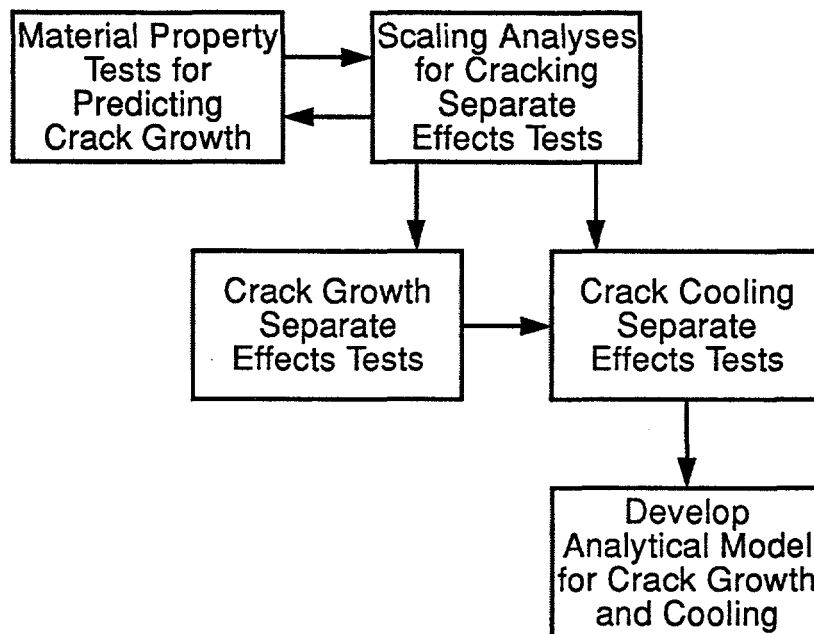 Material Property
Tests for
Predicting
Crack Growth
Scaling Analyses
for Cracking
Separate
Effects Tests
Crack Growth
Separate
Effects Tests
Crack Cooling
Separate
Effects Tests
Develop
Analytical Model
for Crack Growth
and Cooling